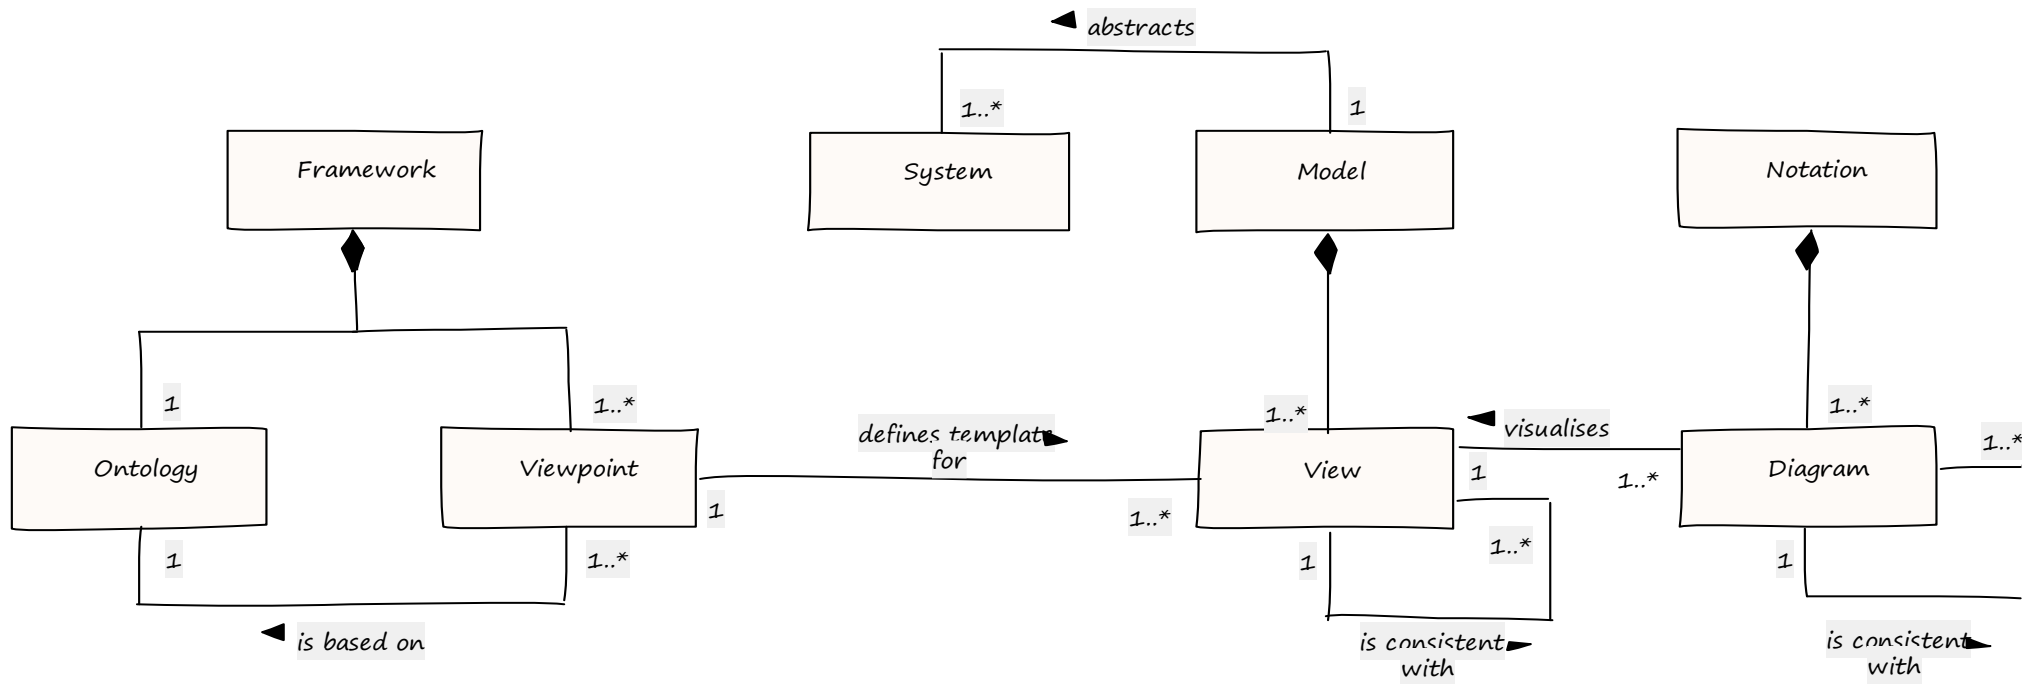 abstracts
1..*
1
Framework
System
Model
Notation
1
1..*
1..*
1..*
defines template
for
visualises
1..*
Ontology
Viewpoint
View
Diagram
1
1..*
1
1..*
1
1..*
1
1..*
1
is based on
is consistent
with
is consistent
with